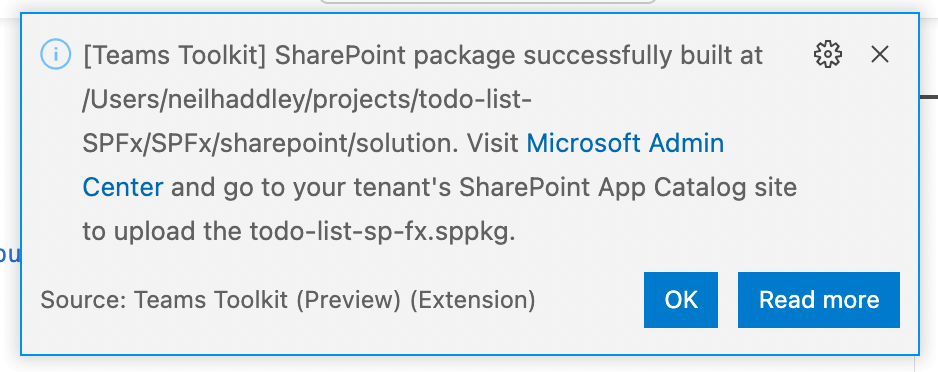 [Teams Toolkit] SharePoint package successfully built at
/Users/neilhaddley/projects/todo-list-
SPFx/SPFx/sharepoint/solution. Visit Microsoft Admin
Center and go to your tenant's SharePoint App Catalog site
to upload the todo-list-sp-fx.sppkg.
ou
Source: Teams Toolkit (Preview) (Extension)
OK
Read more